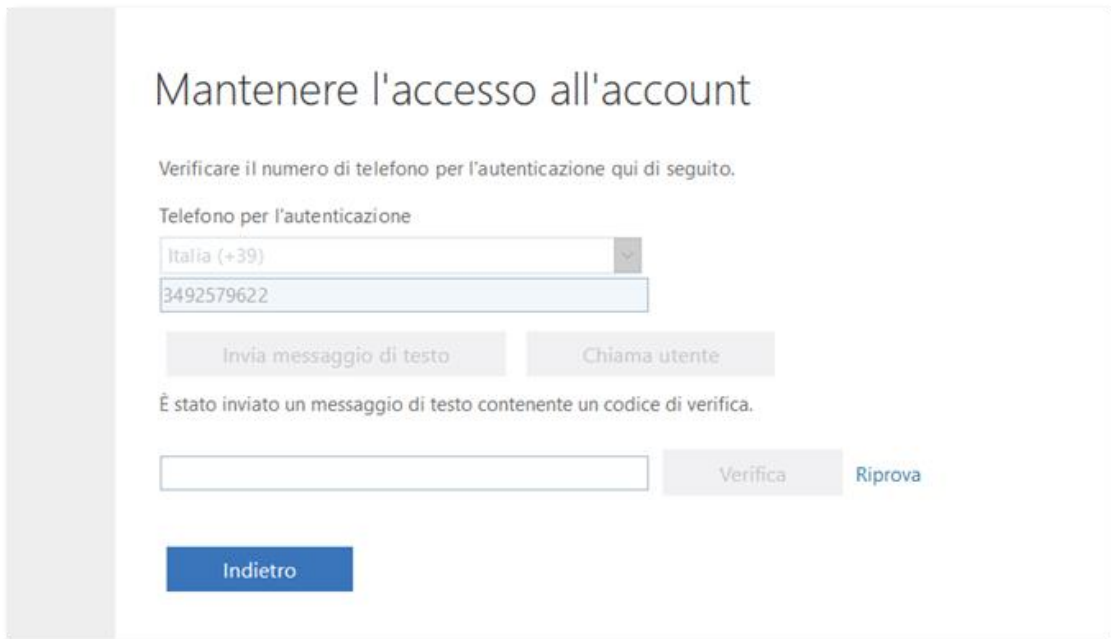 Mantenere l'accesso all'account
Verificare il numero di telefono per l'autenticazione qui di seguito.
Telefono per l'autenticazione
Italia (+39)
3492579622
Invia messaggio di testo Chiama utente
È stato inviato un messaggio di testo contenente un codice di verifica.
Verifica Riprova
Indietro